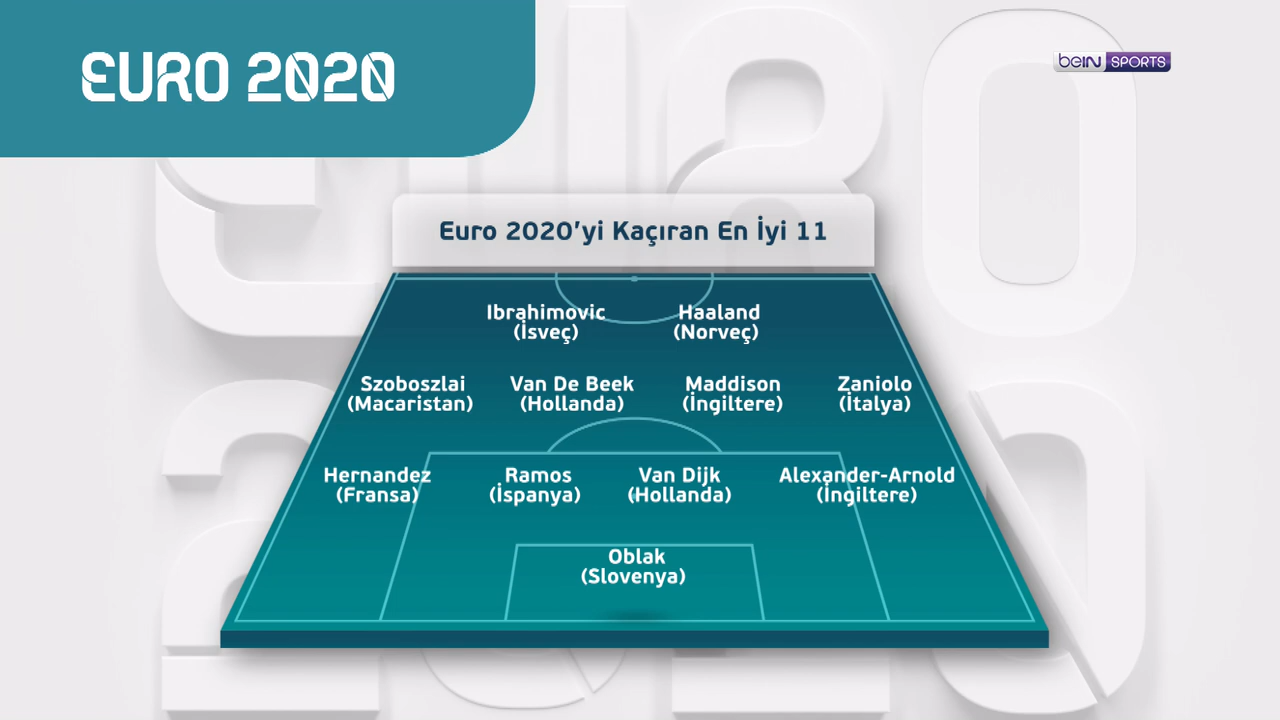 EURO 2020
beIN SPORTS
Euro 2020'yi Kaçıran En İyi 11
Ibrahimovic
(İsveç)
Haaland
(Norveç)
Szoboszlai
(Macaristan)
Van De Beek
(Hollanda)
Maddison
(İngiltere)
Zaniolo
(İtalya)
Hernandez
(Fransa)
Ramos
(İspanya)
Van Dijk
(Hollanda)
Alexander-Arnold
(İngiltere)
Oblak
(Slovenya)